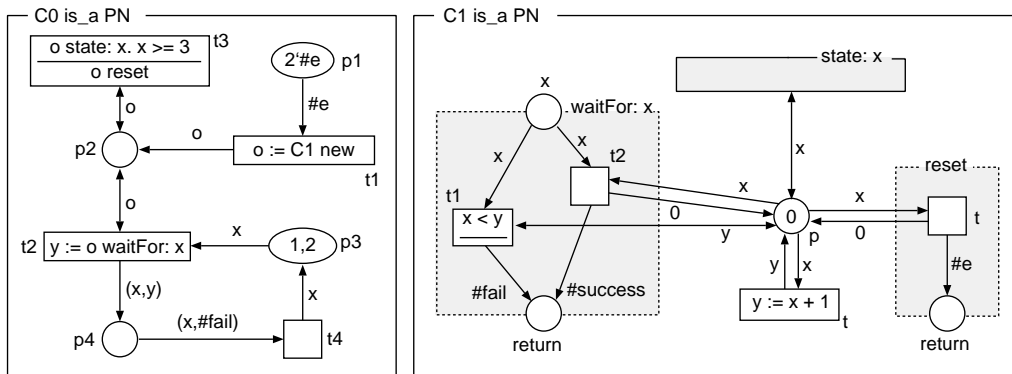 C0 is_a PN
o state: x. x >= 3
o reset
t3
2‘#e
p1
o
#e
p2
o
o := C1 new
t1
o
t2
y := o waitFor: x
x
1,2
p3
(x,y)
x
p4
(x,#fail)
t4
C1 is_a PN
state: x
x
waitFor: x
x
x
t2
x
reset
t1
x < y
x
0
y
0
p
x
0
t
#e
y
x
#fail
#success
y := x + 1
t
return
return